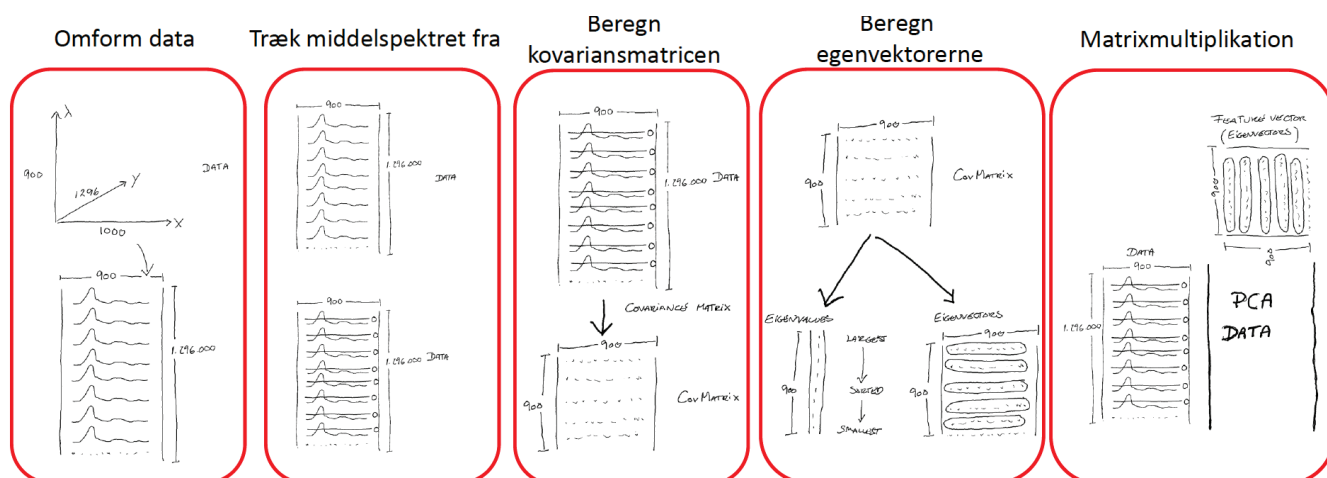 Omform data
Træk middelspektret fra
Beregn
kovariansmatricen
Beregn
egenvektorerne
Matrixmultiplikation
λ
900
1296
Y
X
1000
DATA
900
1.296.000
900
1.296.000
DATA
900
1.296.000 DATA
900
1.296.000 DATA
COVARIANCE MATRIX
900
900
COVMATRIX
900
900
COVMATRIX
EIGENVALUES
900
LARGEST
SORTED
SMALLEST
EIGENVECTORS
900
900
FEATURE VECTOR
(EIGENVECTORS)
900
900
DATA
900
1.296.000
PCA
DATA